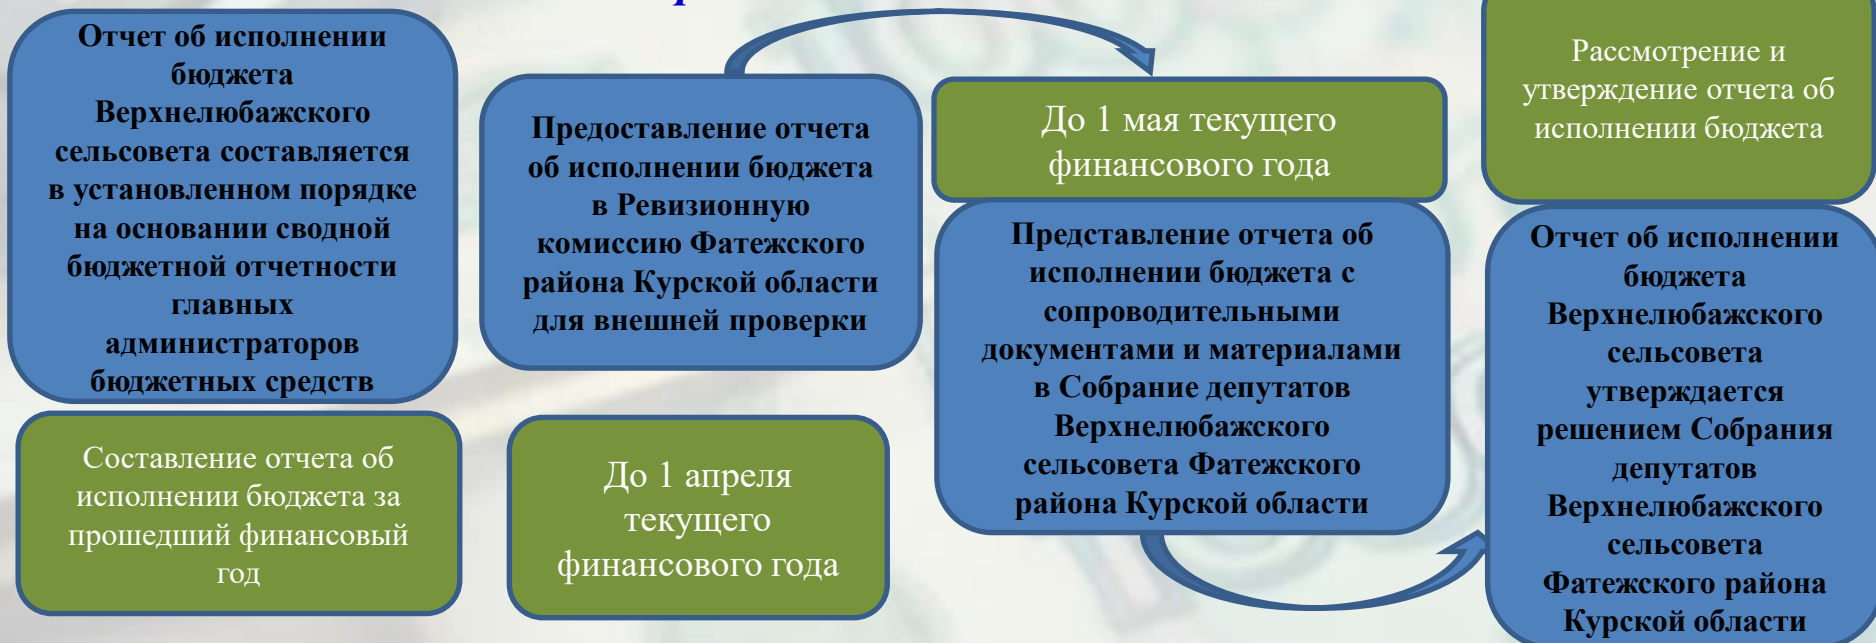 Отчет об исполнении
бюджета
Верхнелюбажского
сельсовета составляется
в установленном порядке
на основании сводной
бюджетной отчетности
главных
администраторов
бюджетных средств
Составление отчета об
исполнении бюджета за
прошедший финансовый
год
Предоставление отчета
об исполнении бюджета
в Ревизионную
комиссию Фатежского
района Курской области
для внешней проверки
До 1 апреля
текущего
финансового года
До 1 мая текущего
финансового года
Представление отчета об
исполнении бюджета с
сопроводительными
документами и материалами
в Собрание депутатов
Верхнелюбажского
сельсовета Фатежского
района Курской области
Рассмотрение и
утверждение отчета об
исполнении бюджета
Отчет об исполнении
бюджета
Верхнелюбажского
сельсовета
утверждается
решением Собрания
депутатов
Верхнелюбажского
сельсовета
Фатежского района
Курской области